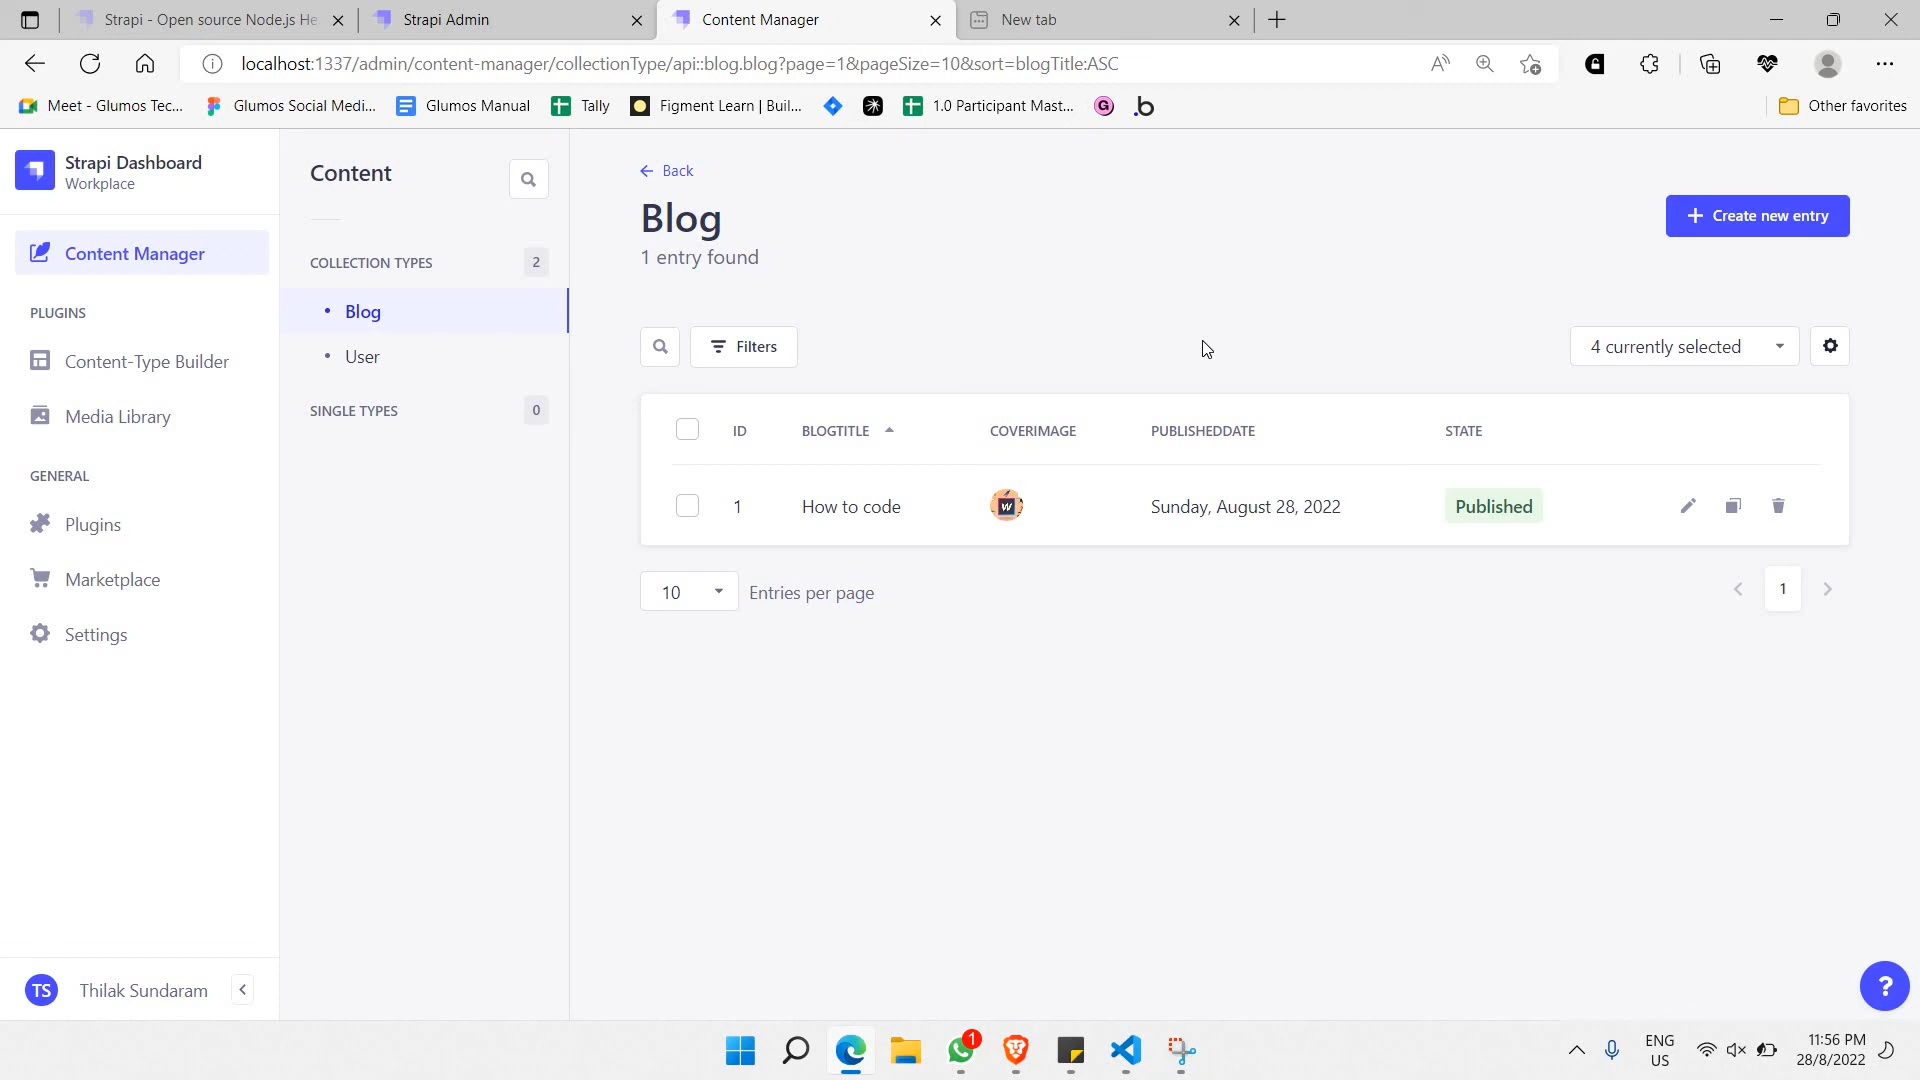 Strapi - Open source Node.js He
Strapi Admin
Content Manager
New tab
localhost:1337/admin/content-manager/collectionType/api::blog.blog?page=1&pageSize=10&sort=blogTitle:ASC
Meet - Glumos Tec...
Glumos Social Medi...
Glumos Manual
Tally
Figment Learn | Buil...
1.0 Participant Mast...
G
.b
Other favorites
Strapi Dashboard
Workplace
Content Manager
PLUGINS
Content-Type Builder
Media Library
GENERAL
Plugins
Marketplace
Settings
TS
Thilak Sundaram
Content
COLLECTION TYPES 2
• Blog
• User
SINGLE TYPES 0
← Back
Blog
1 entry found
+ Create new entry
Filters
4 currently selected
ID BLOGTITLE COVERIMAGE PUBLISHEDDATE STATE
1 How to code W Sunday, August 28, 2022 Published
10 Entries per page
1
?
1
ENG
US
11:56 PM
28/8/2022